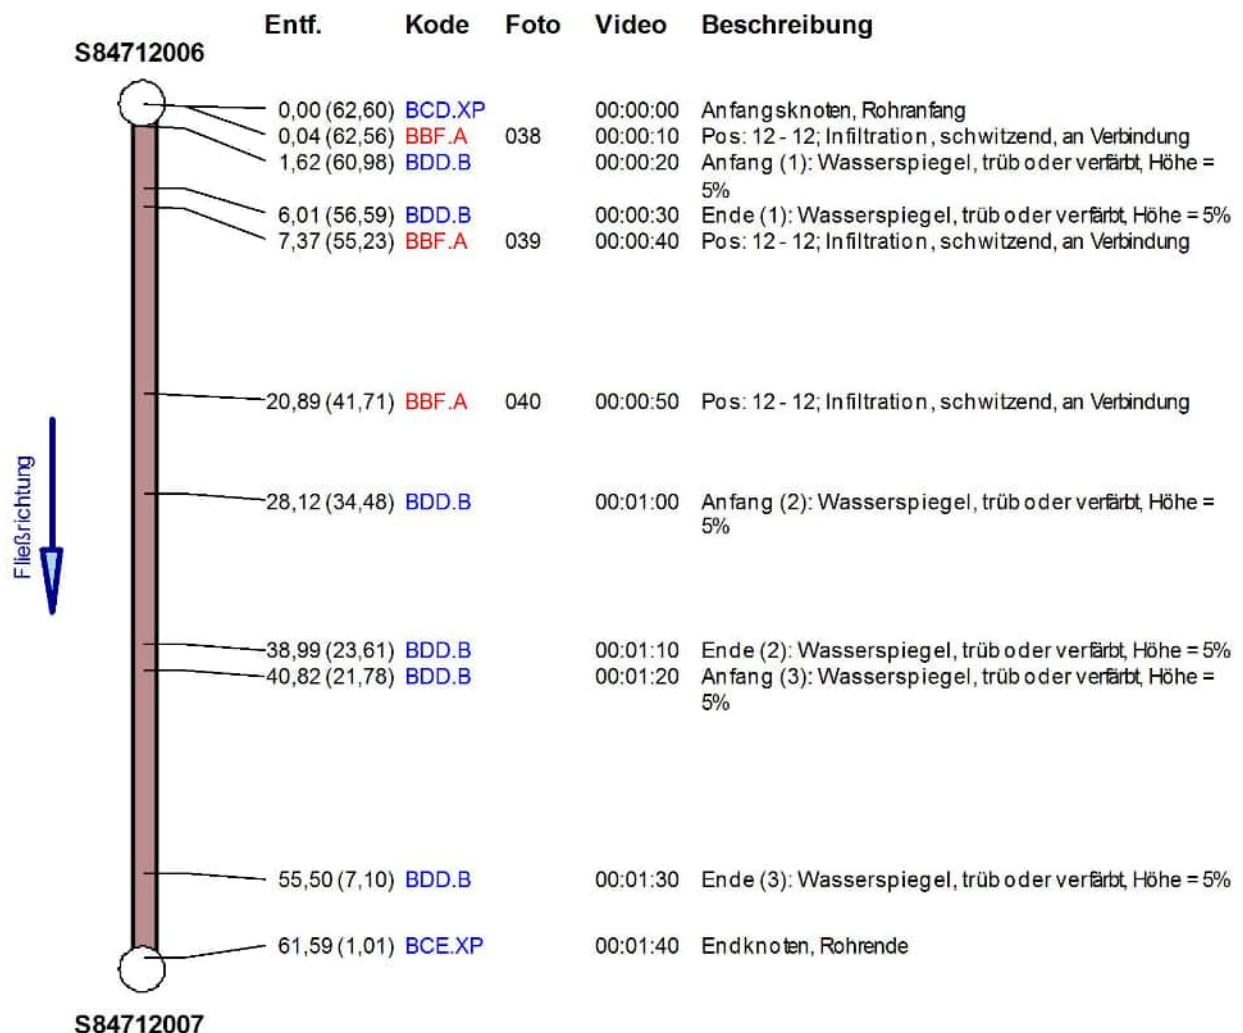 Entf. Kode Foto Video Beschreibung
S84712006
0,00 (62,60) BCD.XP 00:00:00 Anfangsknoten, Rohranfang
0,04 (62,56) BBF.A 038 00:00:10 Pos: 12 - 12; Infiltration, schwitzend, an Verbindung
1,62 (60,98) BDD.B 00:00:20 Anfang (1): Wasserspiegel, trüb oder verfärbt, Höhe =
5%
6,01 (56,59) BDD.B 00:00:30 Ende (1): Wasserspiegel, trüb oder verfärbt, Höhe = 5%
7,37 (55,23) BBF.A 039 00:00:40 Pos: 12 - 12; Infiltration, schwitzend, an Verbindung
20,89 (41,71) BBF.A 040 00:00:50 Pos: 12 - 12; Infiltration, schwitzend, an Verbindung
Fließrichtung
28,12 (34,48) BDD.B 00:01:00 Anfang (2): Wasserspiegel, trüb oder verfärbt, Höhe =
5%
38,99 (23,61) BDD.B 00:01:10 Ende (2): Wasserspiegel, trüb oder verfärbt, Höhe = 5%
40,82 (21,78) BDD.B 00:01:20 Anfang (3): Wasserspiegel, trüb oder verfärbt, Höhe =
5%
55,50 (7,10) BDD.B 00:01:30 Ende (3): Wasserspiegel, trüb oder verfärbt, Höhe = 5%
61,59 (1,01) BCE.XP 00:01:40 Endknoten, Rohrende
S84712007